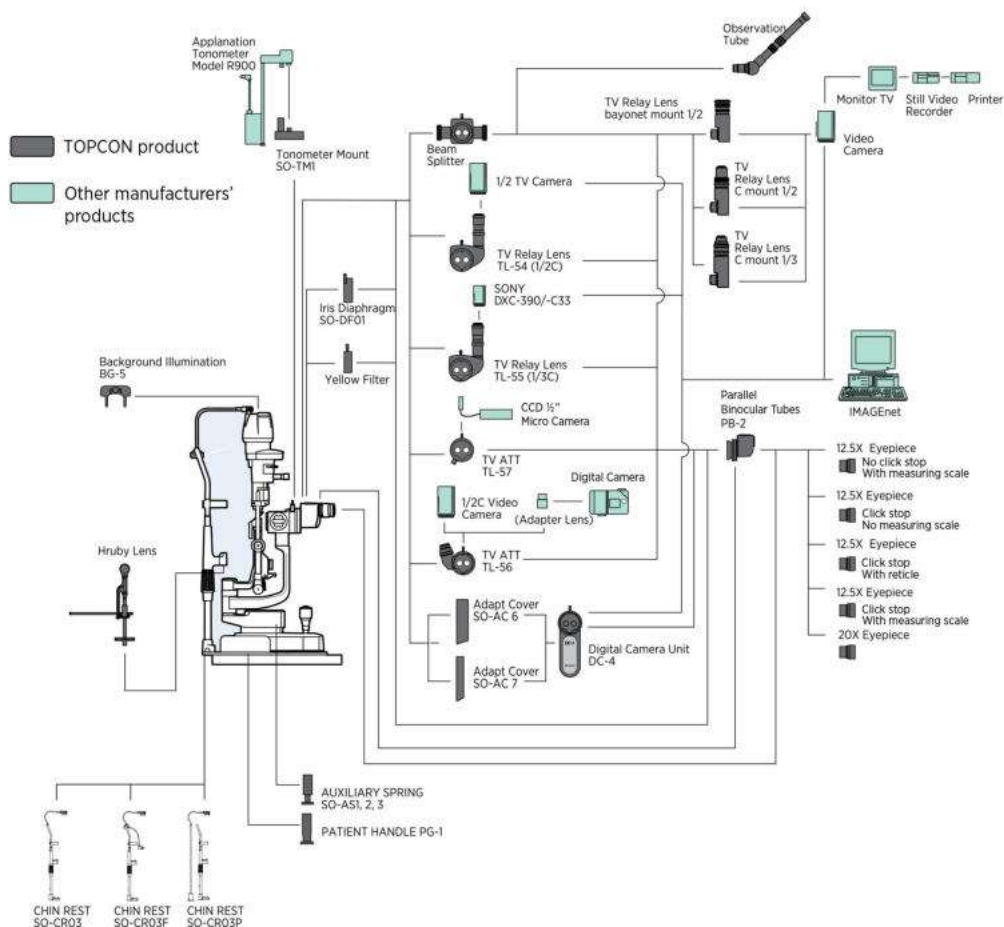 Applanation
Tonometer
Model R900
Tonometer Mount
SO-TM1
TOPCON product
Other manufacturers'
products
Observation
Tube
TV Relay Lens
bayonet mount 1/2
Monitor TV
Still Video
Recorder
Printer
Video
Camera
Beam
Splitter
1/2 TV Camera
TV
Relay Lens
C mount 1/2
TV Relay Lens
TL-54 (1/2C)
TV
Relay Lens
C mount 1/3
SONY
DXC-390/-C33
Iris Diaphragm
SO-DF01
Yellow Filter
TV Relay Lens
TL-55 (1/3C)
Background Illumination
BG-5
CCD ½"
Micro Camera
Parallel
Binocular Tubes
PB-2
IMAGEnet
TV ATT
TL-57
12.5X Eyepiece
No click stop
With measuring scale
12.5X Eyepiece
Click stop
No measuring scale
12.5X Eyepiece
Click stop
With reticle
12.5X Eyepiece
Click stop
With measuring scale
20X Eyepiece
1/2C Video
Camera
(Adapter Lens)
Digital Camera
TV ATT
TL-56
Hruby Lens
Adapt Cover
SO-AC 6
Adapt Cover
SO-AC 7
Digital Camera Unit
DC-4
AUXILIARY SPRING
SO-AS1, 2, 3
PATIENT HANDLE PG-1
CHIN REST
SO-CR03
CHIN REST
SO-CR03F
CHIN REST
SO-CR03P